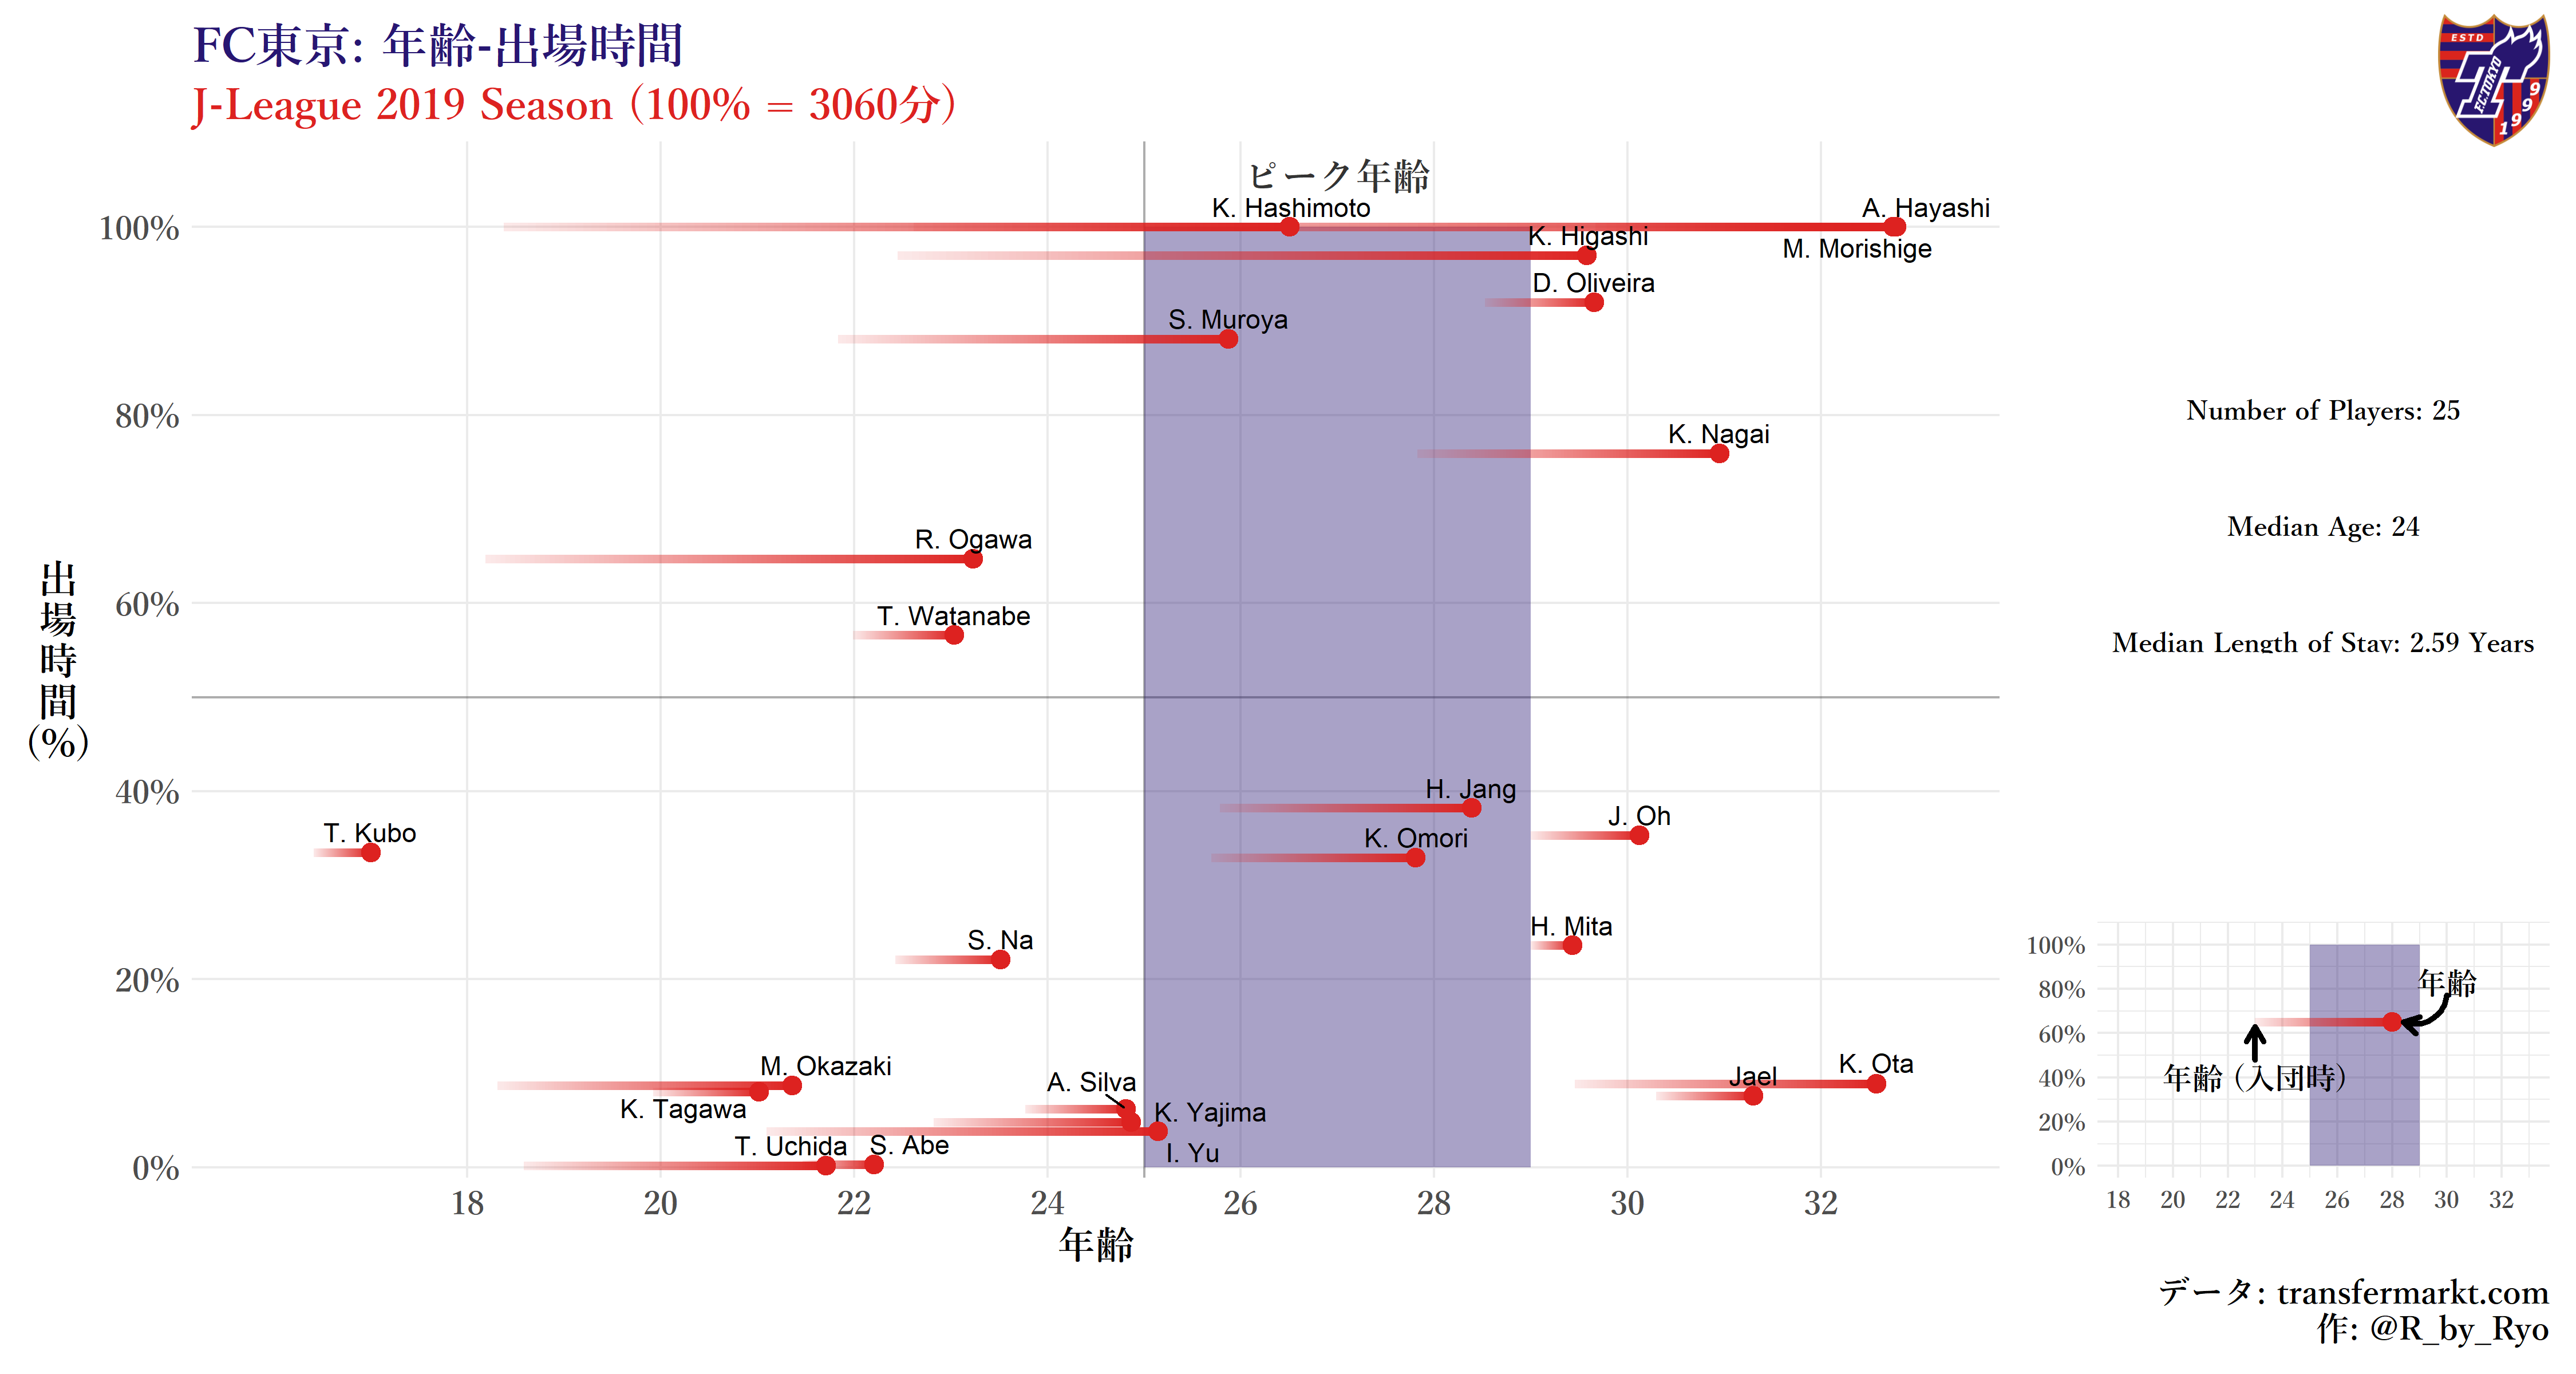 FC東京: 年齢-出場時間
J-League 2019 Season (100% = 3060分)
ESTD
F.C.TOKYO
1999
ピーク年齢
K. Hashimoto
A. Hayashi
K. Higashi
M. Morishige
D. Oliveira
S. Muroya
K. Nagai
R. Ogawa
T. Watanabe
H. Jang
J. Oh
T. Kubo
K. Omori
H. Mita
S. Na
M. Okazaki
K. Ota
Jael
A. Silva
K. Tagawa
K. Yajima
T. Uchida
S. Abe
I. Yu
100%
80%
60%
40%
20%
0%
出場時間(%)
18 20 22 24 26 28 30 32
年齢
Number of Players: 25
Median Age: 24
Median Length of Stay: 2.59 Years
100%
80%
60%
40%
20%
0%
年齢
年齢 (入団時)
18 20 22 24 26 28 30 32
データ: transfermarkt.com
作: @R_by_Ryo